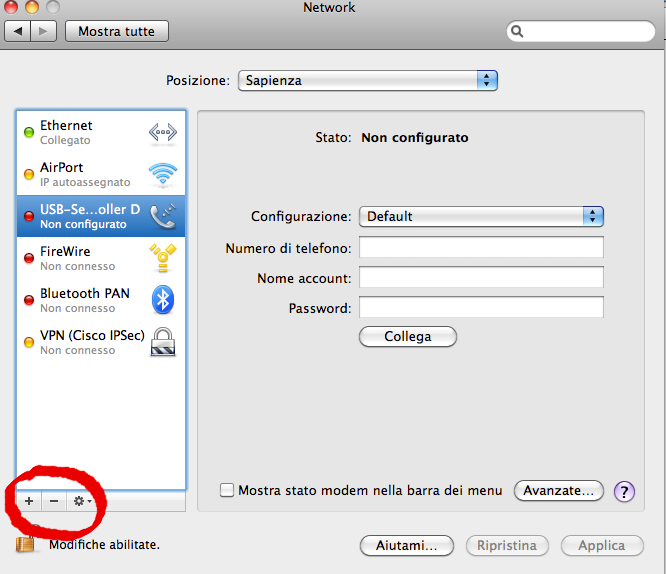 Network
Mostra tutte
Posizione: Sapienza
Ethernet
Collegato
AirPort
IP autoassegnato
USB-Se...oller D
Non configurato
FireWire
Non connesso
Bluetooth PAN
Non connesso
VPN (Cisco IPSec)
Non connesso
Stato: Non configurato
Configurazione: Default
Numero di telefono:
Nome account:
Password:
Collega
Mostra stato modem nella barra dei menu
Avanzate...
?
Modifiche abilitate.
Aiutami...
Ripristina
Applica